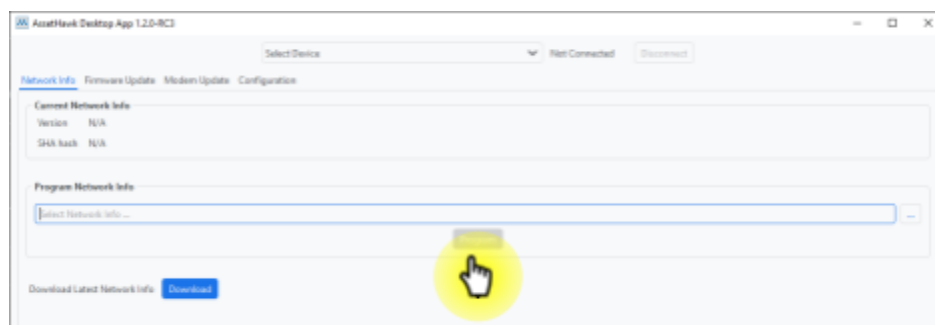 AssetHawk Desktop App 1.2.0-RC3
Select Device Not Connected Disconnect
Network Info Firmware Update Modem Update Configuration
Current Network Info
Version N/A
SHA hash N/A
Program Network Info
Select Network Info ... ...
Download Latest Network Info Download